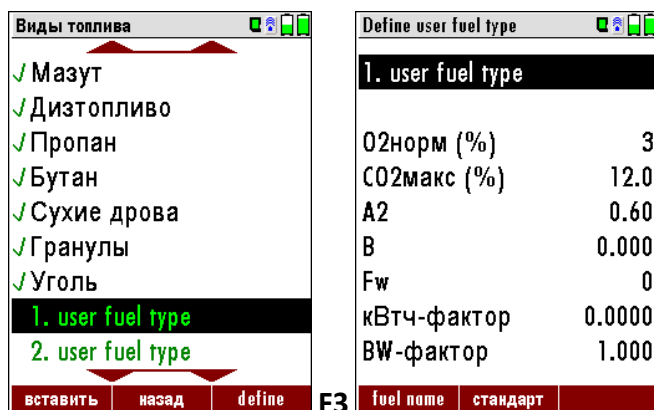 Виды топлива
✓ Мазут
✓ Дизтопливо
✓ Пропан
✓ Бутан
✓ Сухие дрова
✓ Гранулы
✓ Уголь
1. user fuel type
2. user fuel type
вставить назад define
F3
Define user fuel type
1. user fuel type
O2норм (%) 3
CO2макс (%) 12.0
A2 0.60
B 0.000
Fw 0
кВтч-фактор 0.0000
BW-фактор 1.000
fuel name стандарт